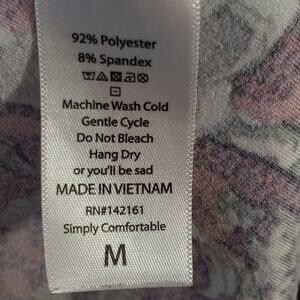 92% Polyester
8% Spandex
Machine Wash Cold
Gentle Cycle
Do Not Bleach
Hang Dry
or you'll be sad
MADE IN VIETNAM
RN#142161
Simply Comfortable
M